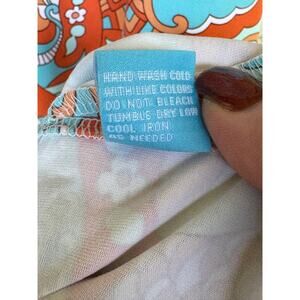 HAND WASH COLD
WITH LIKE COLORS
DO NOT BLEACH
TUMBLE DRY LOW
COOL IRON
AS NEEDED